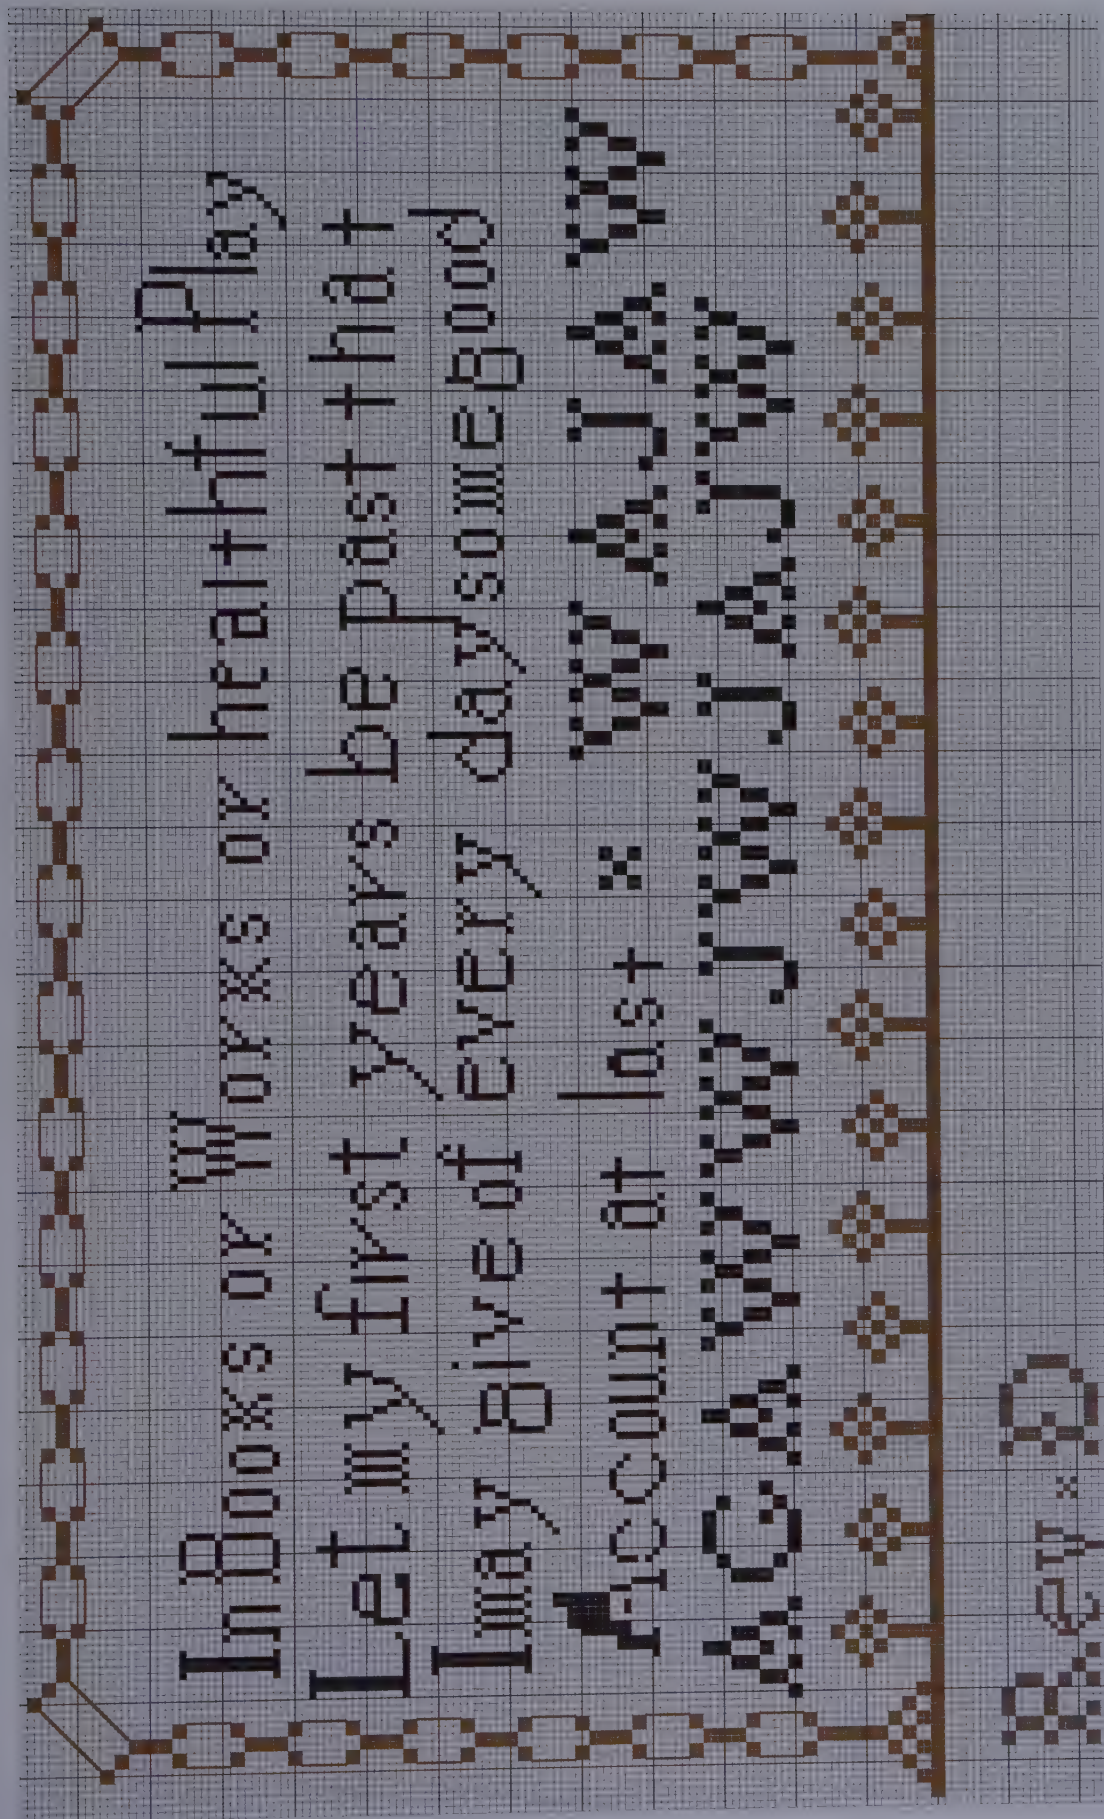 In Books or Works or healthful Play
Let my first years be past that
I may give of every day some good
Account at last x W A J A W
A C A W W J W J A J W
Rev